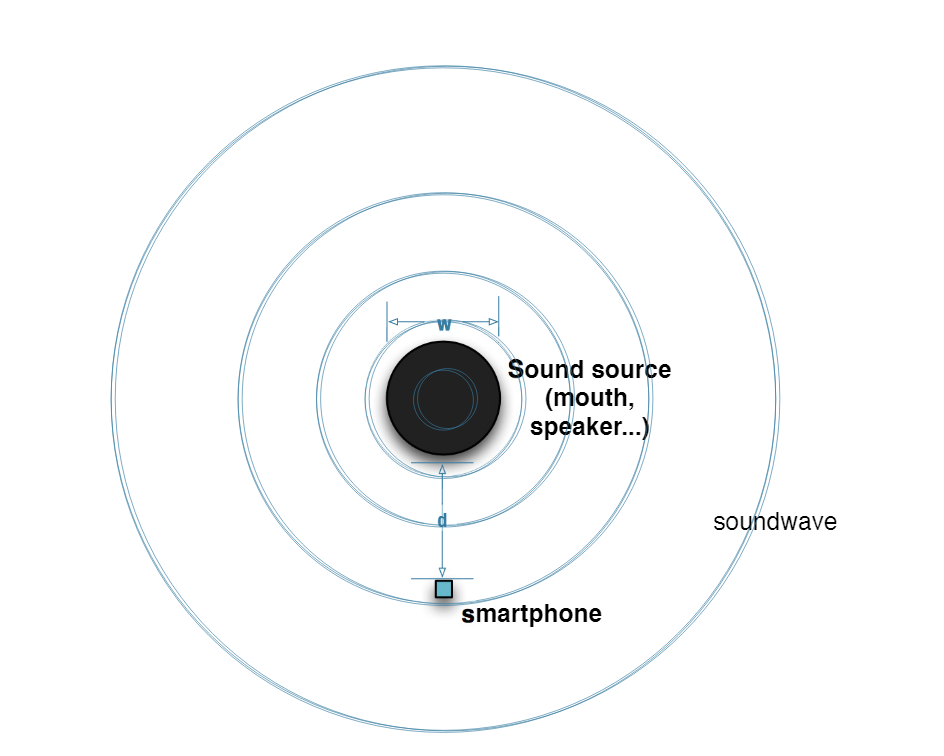 w
Sound source
(mouth,
speaker...)
d
soundwave
smartphone